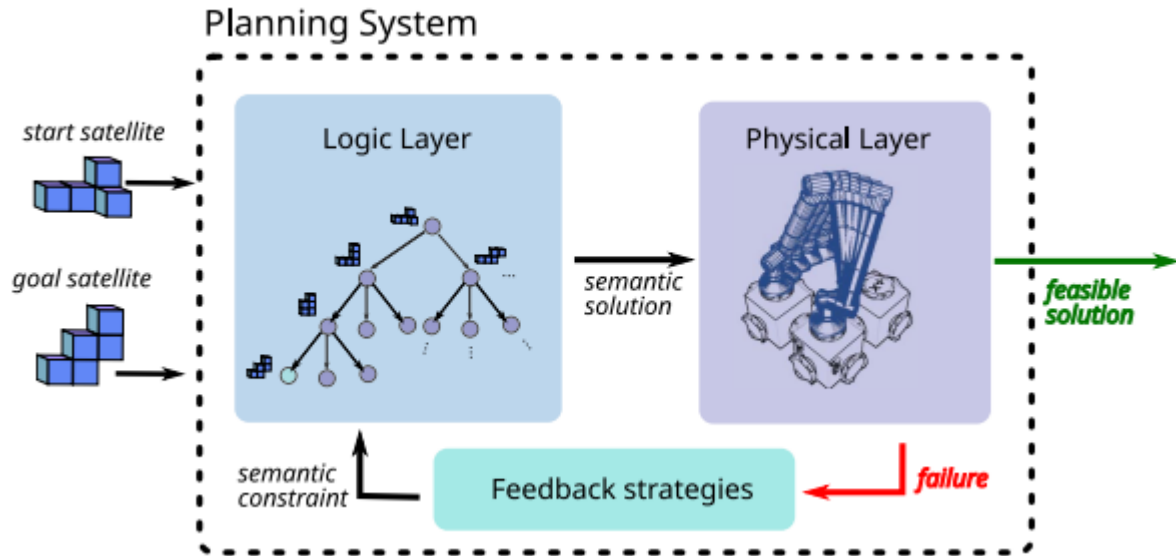 Planning System
start satellite
goal satellite
Logic Layer
...
semantic
solution
Physical Layer
feasible
solution
semantic
constraint
Feedback strategies
failure